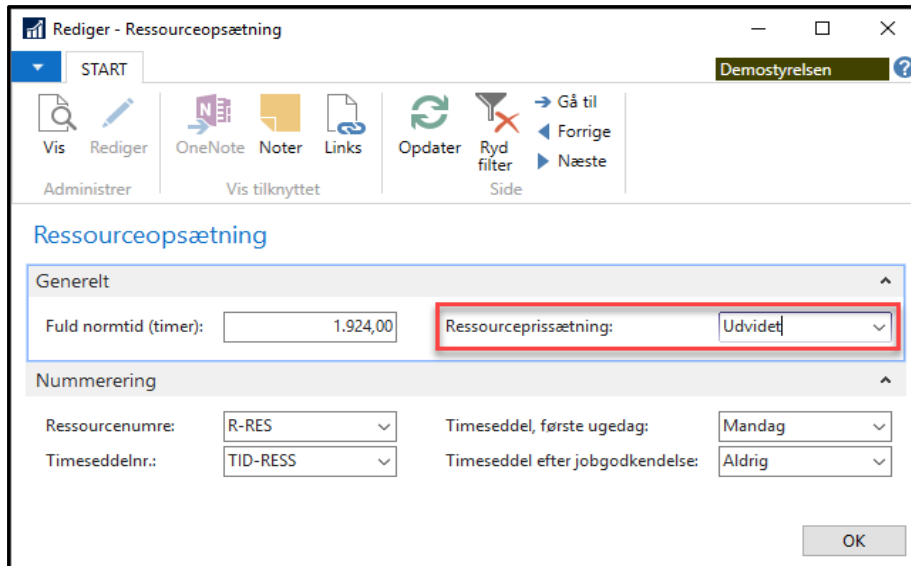 Rediger - Ressourceopsætning
START
Demostyrelsen
?
Vis
Rediger
OneNote
Noter
Links
Opdater
Ryd
filter
Gå til
Forrige
Næste
Administrer
Vis tilknyttet
Side
Ressourceopsætning
Generelt
Fuld normtid (timer): 1.924,00 Ressourceprissætning: Udvidet
Nummerering
Ressourcenumre: R-RES Timeseddel, første ugedag: Mandag
Timeseddelnr.: TID-RESS Timeseddel efter jobgodkendelse: Aldrig
OK